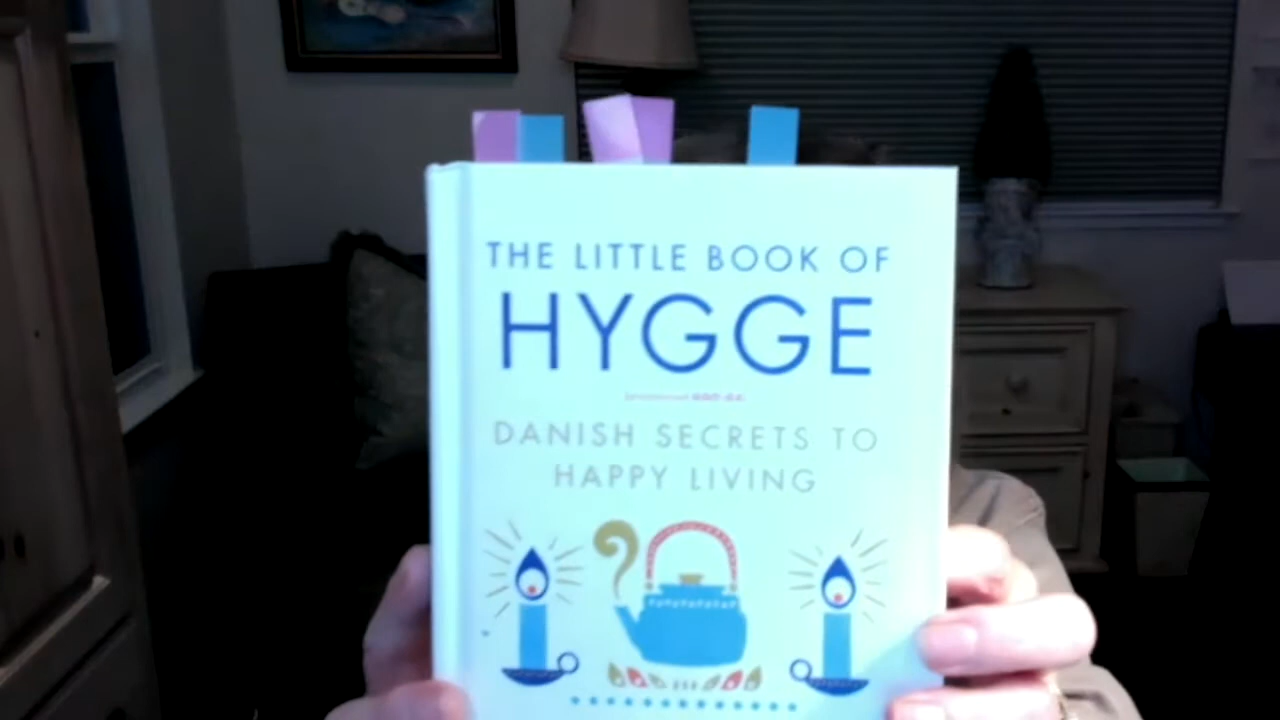 THE LITTLE BOOK OF
HYGGE
DANISH SECRETS TO
HAPPY LIVING